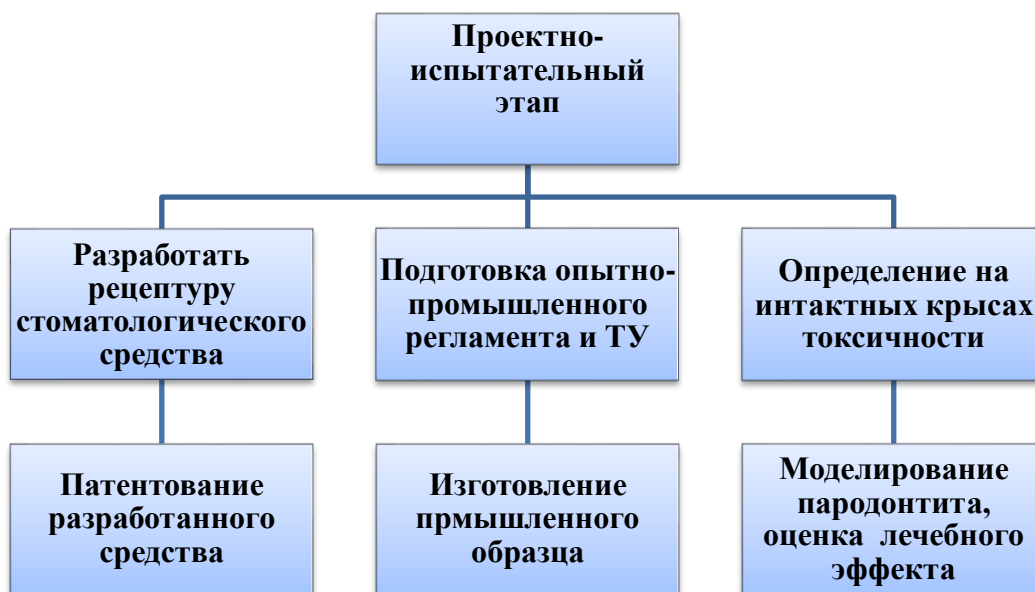 Проектно-
испытательный
этап
Разработать
рецептуру
стоматологического
средства
Подготовка опытно-
промышленного
регламента и ТУ
Определение на
интактных крысах
токсичности
Патентование
разработанного
средства
Изготовление
прмышленного
образца
Моделирование
пародонтита,
оценка лечебного
эффекта